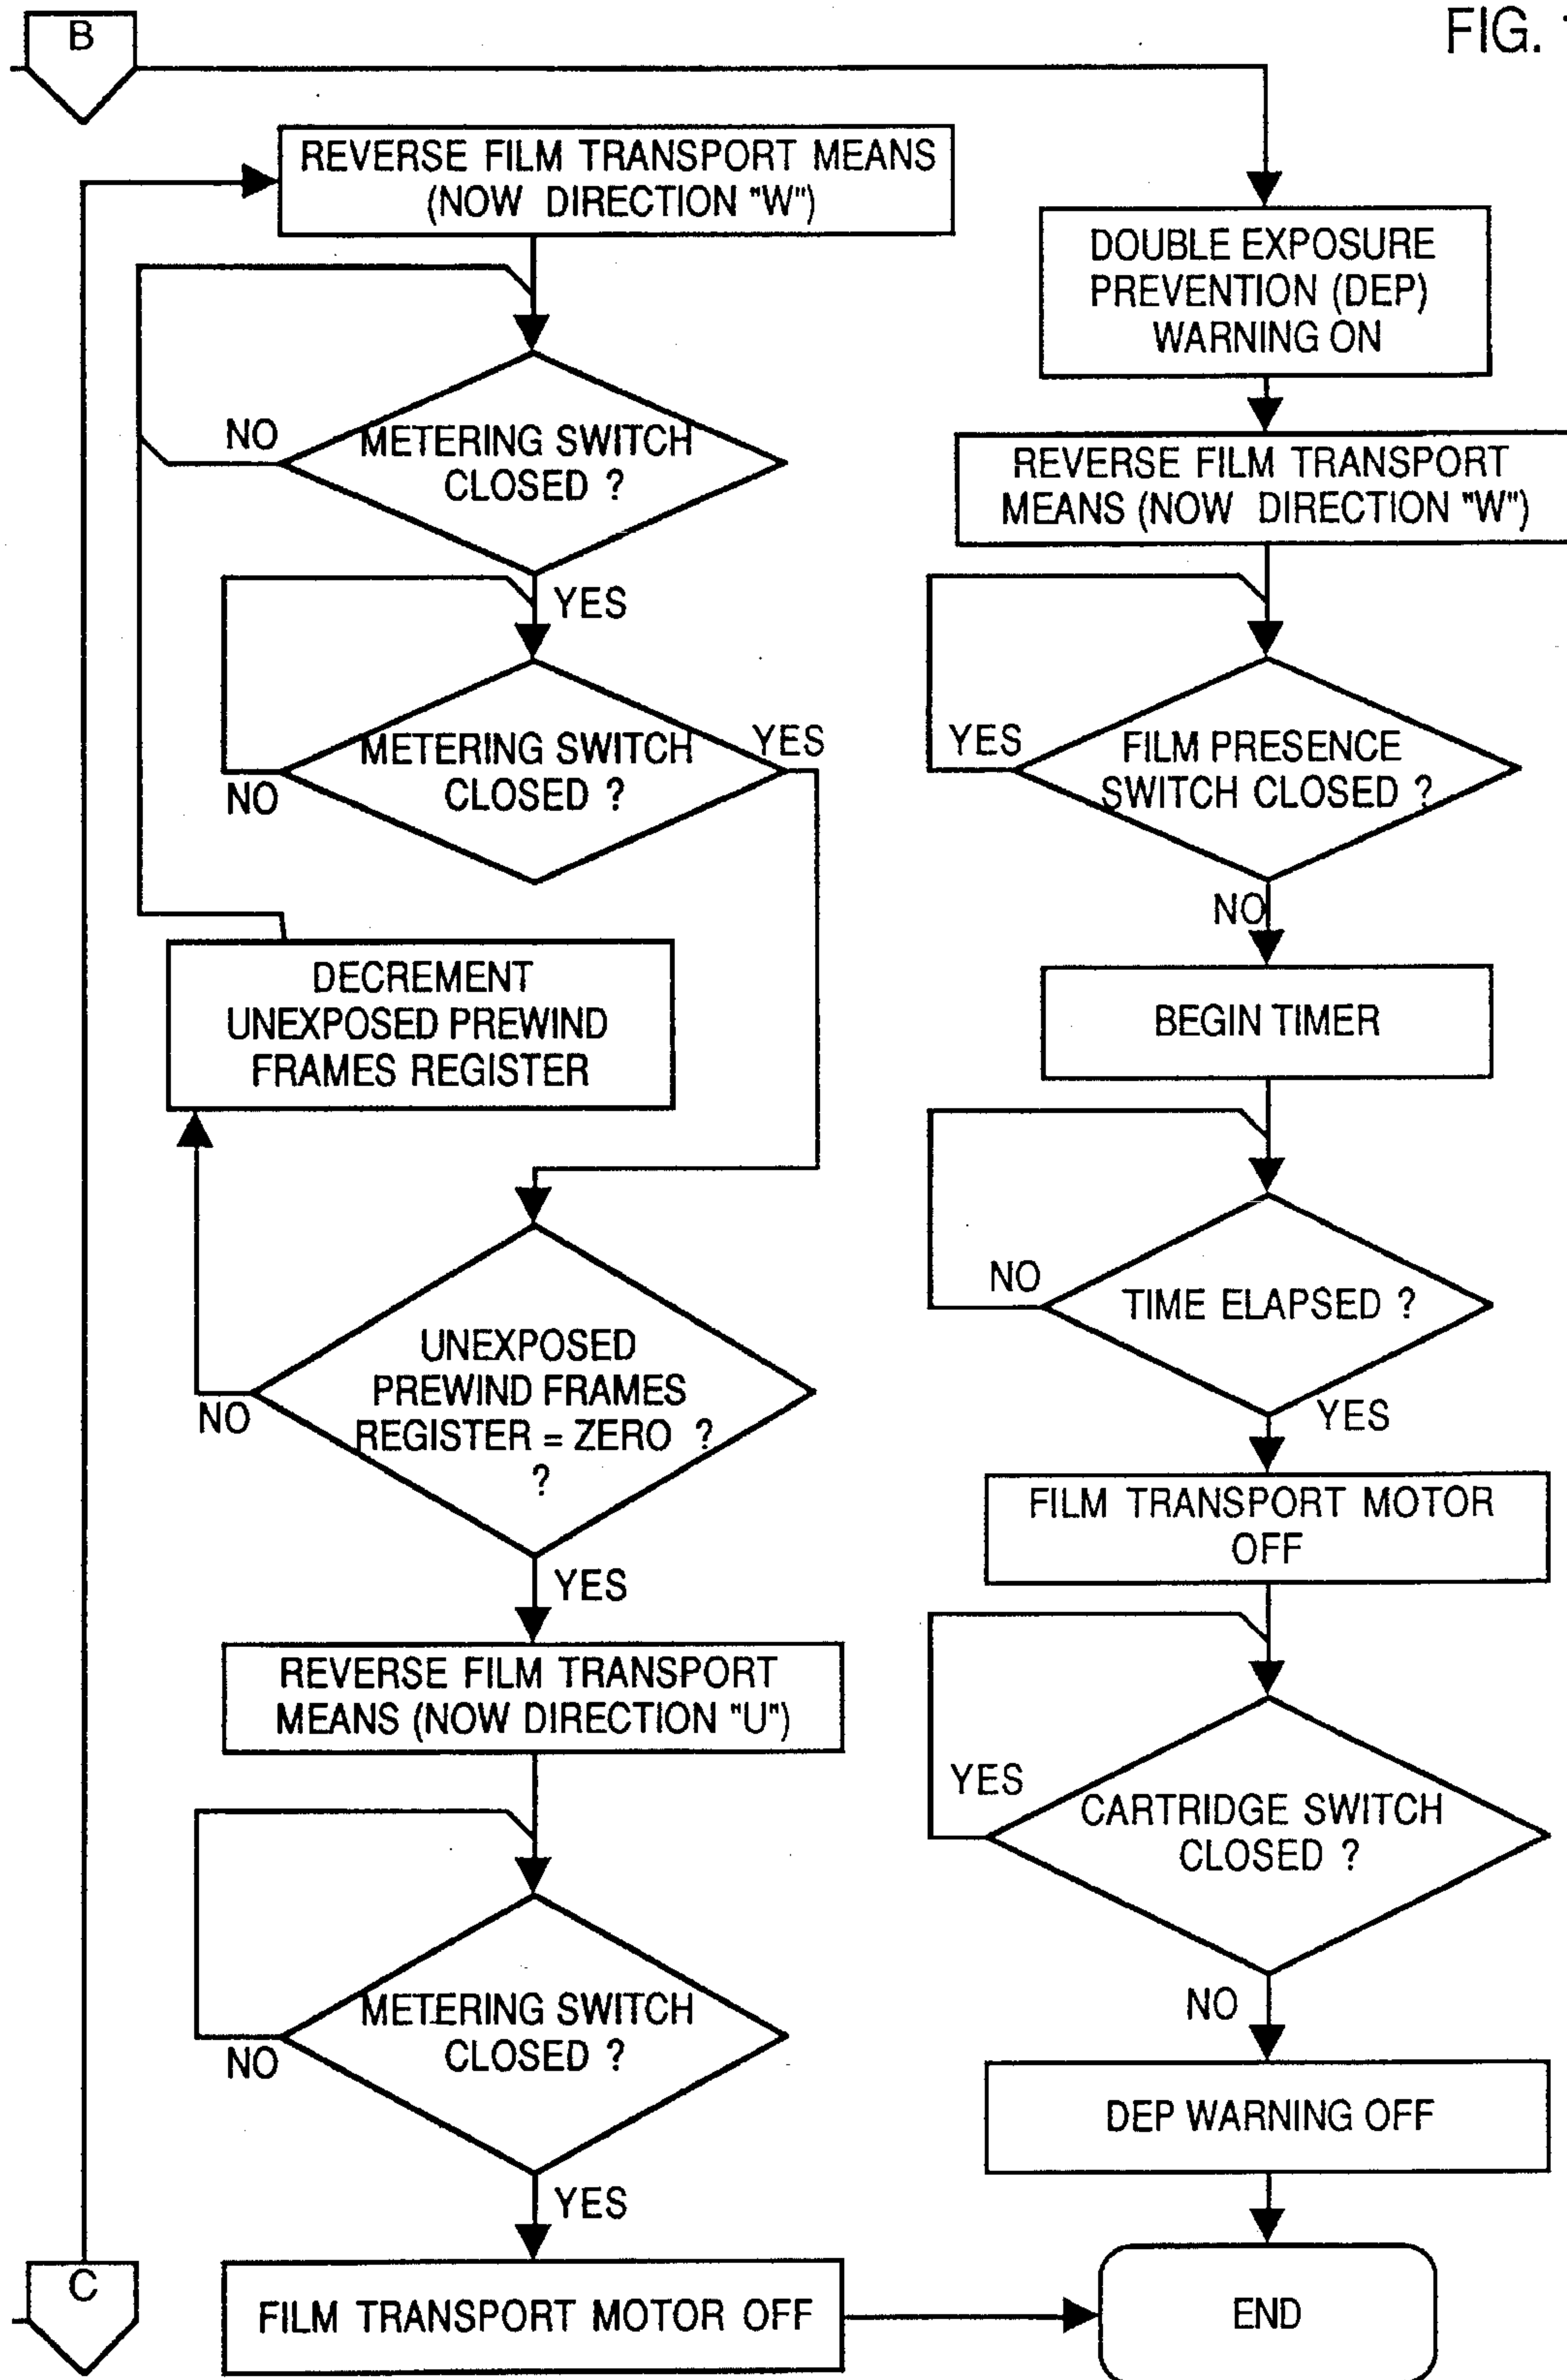 B
FIG.
REVERSE FILM TRANSPORT MEANS
(NOW DIRECTION "W")
NO
METERING SWITCH
CLOSED ?
YES
METERING SWITCH
CLOSED ?
NO
YES
DECREMENT
UNEXPOSED PREWIND
FRAMES REGISTER
UNEXPOSED
PREWIND FRAMES
REGISTER = ZERO ?
?
NO
YES
REVERSE FILM TRANSPORT
MEANS (NOW DIRECTION "U")
METERING SWITCH
CLOSED ?
NO
YES
C
FILM TRANSPORT MOTOR OFF
DOUBLE EXPOSURE
PREVENTION (DEP)
WARNING ON
REVERSE FILM TRANSPORT
MEANS (NOW DIRECTION "W")
YES
FILM PRESENCE
SWITCH CLOSED ?
NO
BEGIN TIMER
NO
TIME ELAPSED ?
YES
FILM TRANSPORT MOTOR
OFF
YES
CARTRIDGE SWITCH
CLOSED ?
NO
DEP WARNING OFF
END